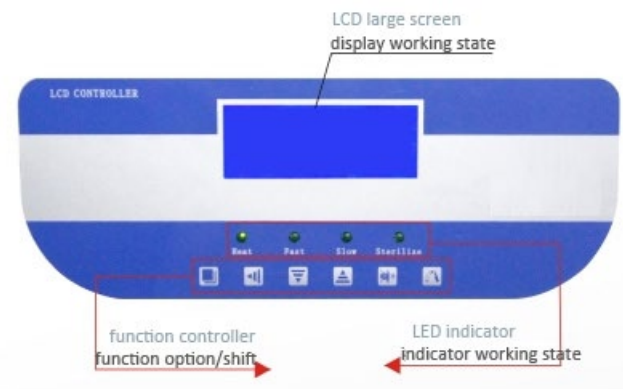 LCD large screen
display working state
LCD CONTROLLER
Heat Fast Slow Sterilize
function controller
function option/shift
LED indicator
indicator working state